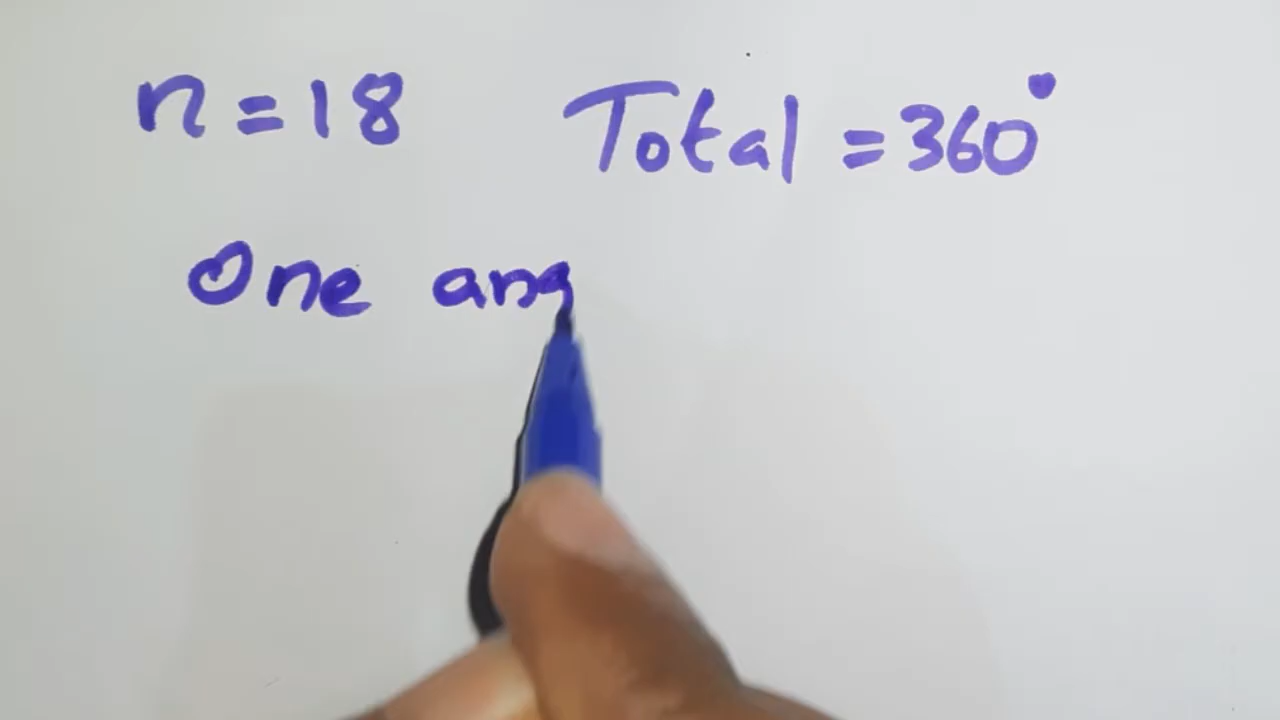 n = 18 Total = 360°
One ang